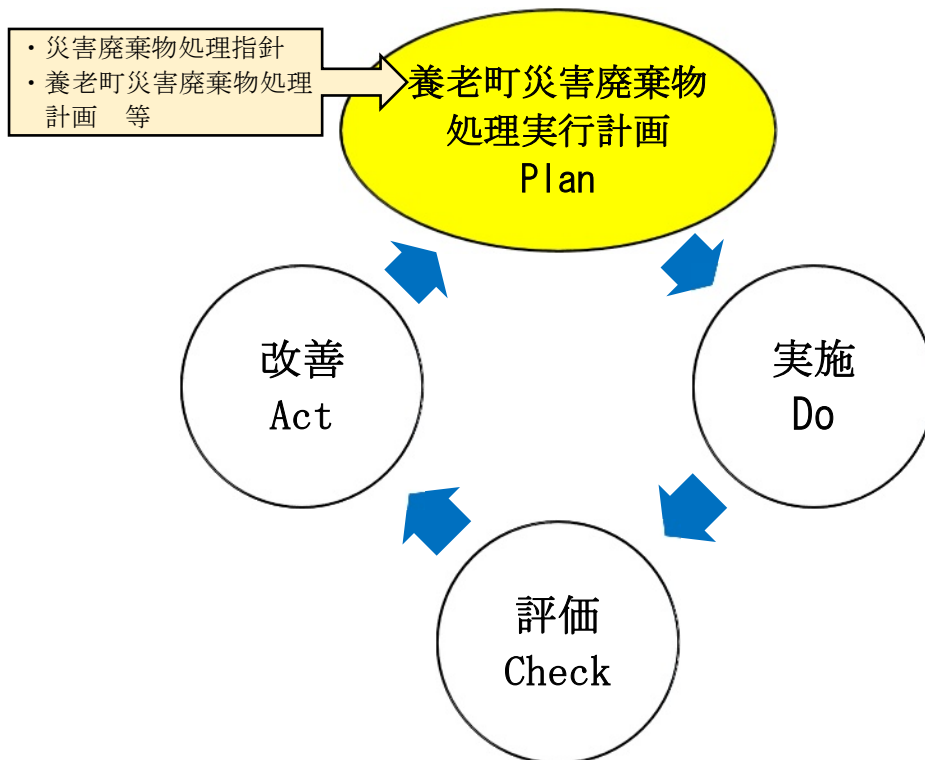 ・災害廃棄物処理指針
・養老町災害廃棄物処理
計画　等
養老町災害廃棄物
処理実行計画
Plan
実施
Do
評価
Check
改善
Act